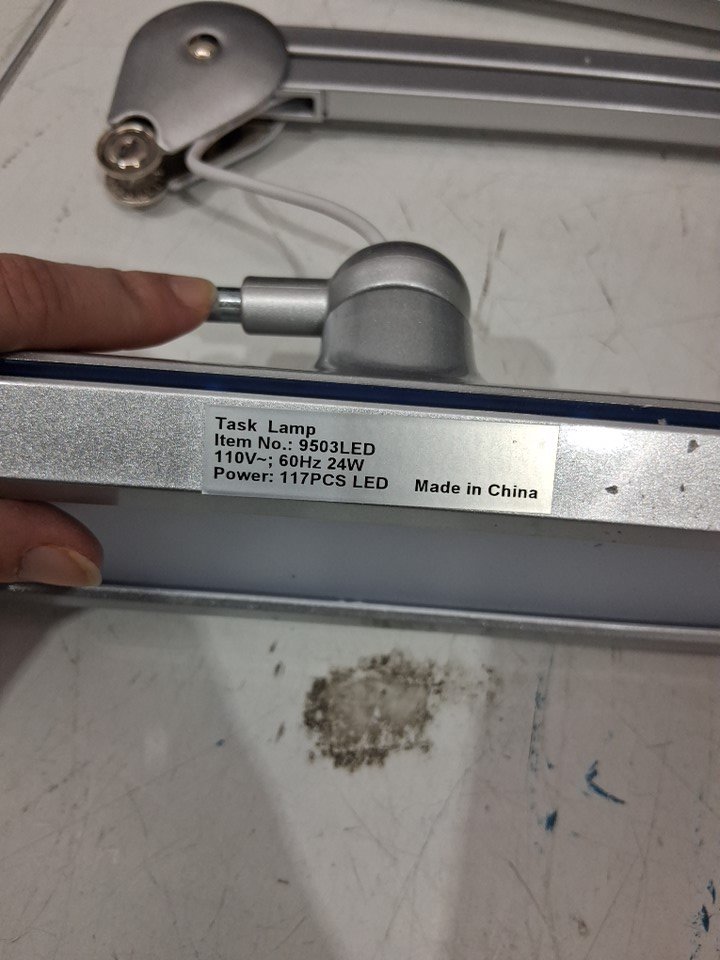 Task Lamp
Item No.: 9503LED
110V~; 60Hz 24W
Power: 117PCS LED Made in China